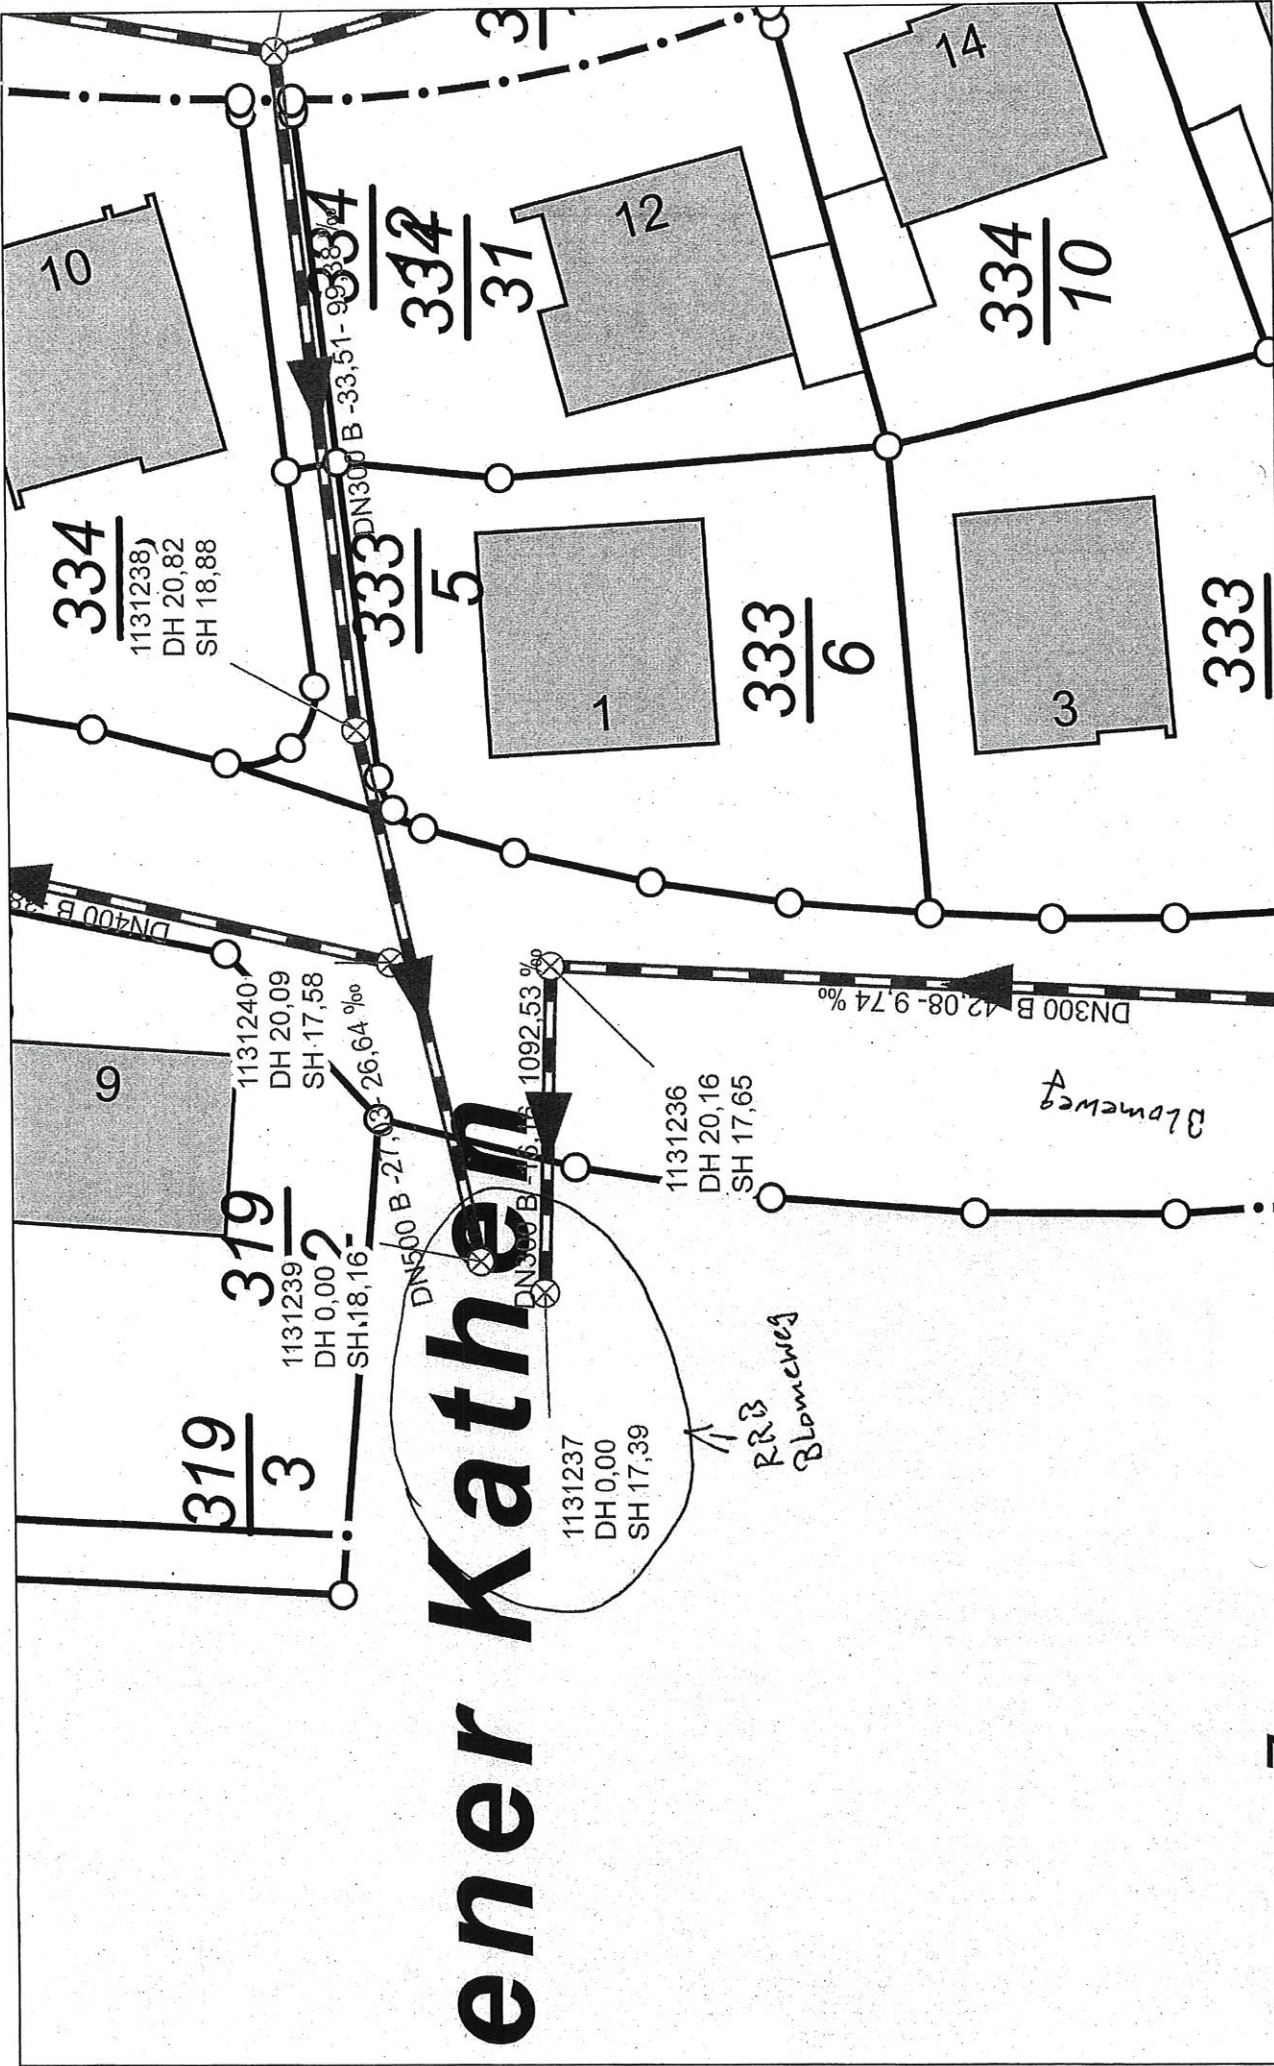 ener Kathen
319
3
319
2
1131239
DH 0,00
SH 18,16
1131237
DH 0,00
SH 17,39
RRB
Blomeweg
9
1131240
DH 20,09
SH 17,58
1131236
DH 20,16
SH 17,65
Blomeweg
DN400 B
DN300 B
1092,53 ‰
26,64 ‰
DN500 B -27,
DN300 B -42,08- 9,74 ‰
334
1131238
DH 20,82
SH 18,88
333
5
1
333
6
3
333
DN300 B -33,51- 99,38 ‰
10
334
12
334
31
12
334
10
14